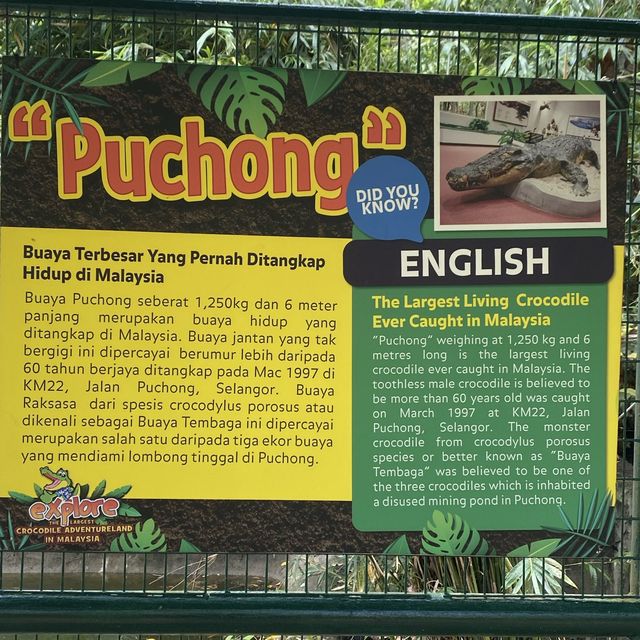 "Puchong"
DID YOU
KNOW?
Buaya Terbesar Yang Pernah Ditangkap
Hidup di Malaysia
Buaya Puchong seberat 1,250kg dan 6 meter
panjang merupakan buaya hidup yang
ditangkap di Malaysia. Buaya jantan yang tak
bergigi ini dipercayai berumur lebih daripada
60 tahun berjaya ditangkap pada Mac 1997 di
KM22, Jalan Puchong, Selangor. Buaya
Raksasa dari spesis crocodylus porosus atau
dikenali sebagai Buaya Tembaga ini dipercayai
merupakan salah satu daripada tiga ekor buaya
yang mendiami lombong tinggal di Puchong.
ENGLISH
The Largest Living Crocodile
Ever Caught in Malaysia
"Puchong" weighing at 1,250 kg and 6
metres long is the largest living
crocodile ever caught in Malaysia. The
toothless male crocodile is believed to
be more than 60 years old was caught
on March 1997 at KM22, Jalan
Puchong, Selangor. The monster
crocodile from crocodylus porosus
species or better known as "Buaya
Tembaga" was believed to be one of
the three crocodiles which is inhabited
a disused mining pond in Puchong.
explore
THE LARGEST
CROCODILE ADVENTURELAND
IN MALAYSIA